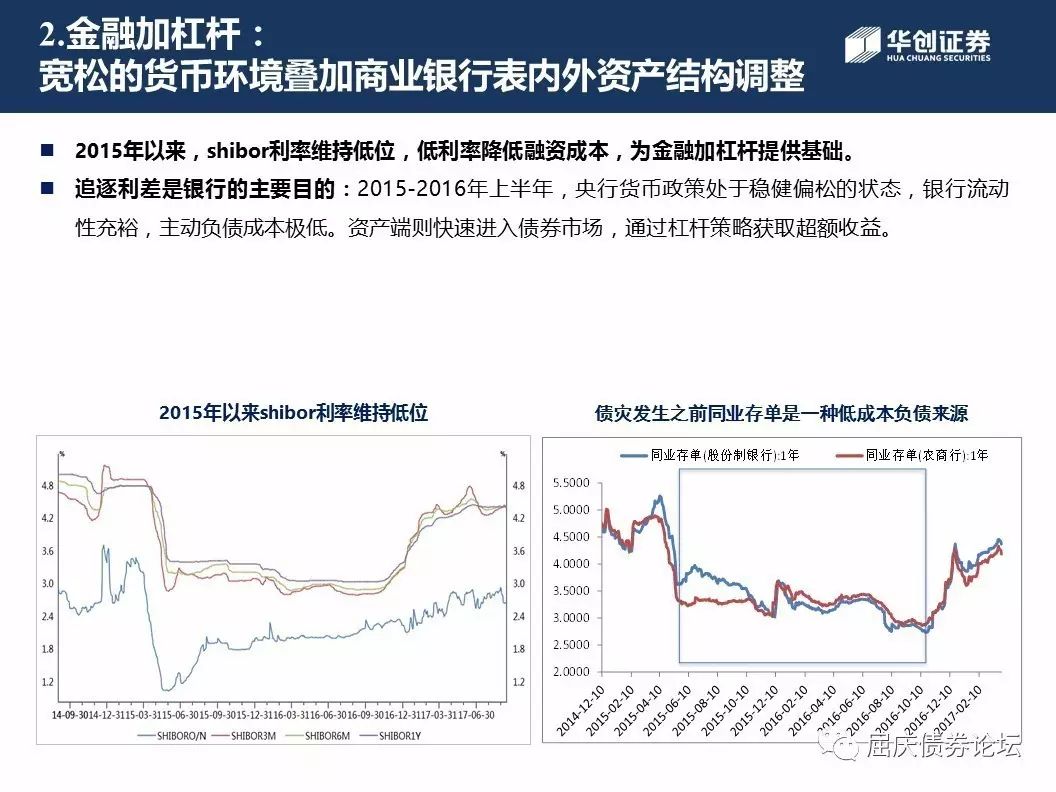 2.金融加杠杆：
宽松的货币环境叠加商业银行表内外资产结构调整
华创证券
HUA CHUANG SECURITIES
■ 2015年以来，shibor利率维持低位，低利率降低融资成本，为金融加杠杆提供基础。
■ 追逐利差是银行的主要目的：2015-2016年上半年，央行货币政策处于稳健偏松的状态，银行流动
性充裕，主动负债成本极低。资产端则快速进入债券市场，通过杠杆策略获取超额收益。
2015年以来shibor利率维持低位
% %
4.8 4.8
4.2 4.2
3.6 3.6
3.0 3.0
2.4 2.4
1.8 1.8
1.2 1.2
14-09-30 14-12-31 15-03-31 15-06-30 15-09-30 15-12-31 16-03-31 16-06-30 16-09-30 16-12-31 17-03-31 17-06-30
SHIBORO/N SHIBOR3M SHIBOR6M SHIBOR1Y
债灾发生之前同业存单是一种低成本负债来源
同业存单(股份制银行):1年 同业存单(农商行):1年
5.5000
5.0000
4.5000
4.0000
3.5000
3.0000
2.5000
2.0000
2014-12-10 2015-02-10 2015-04-10 2015-06-10 2015-08-10 2015-10-10 2015-12-10 2016-02-10 2016-04-10 2016-06-10 2016-08-10 2016-10-10 2016-12-10 2017-02-10
屈庆债券论坛